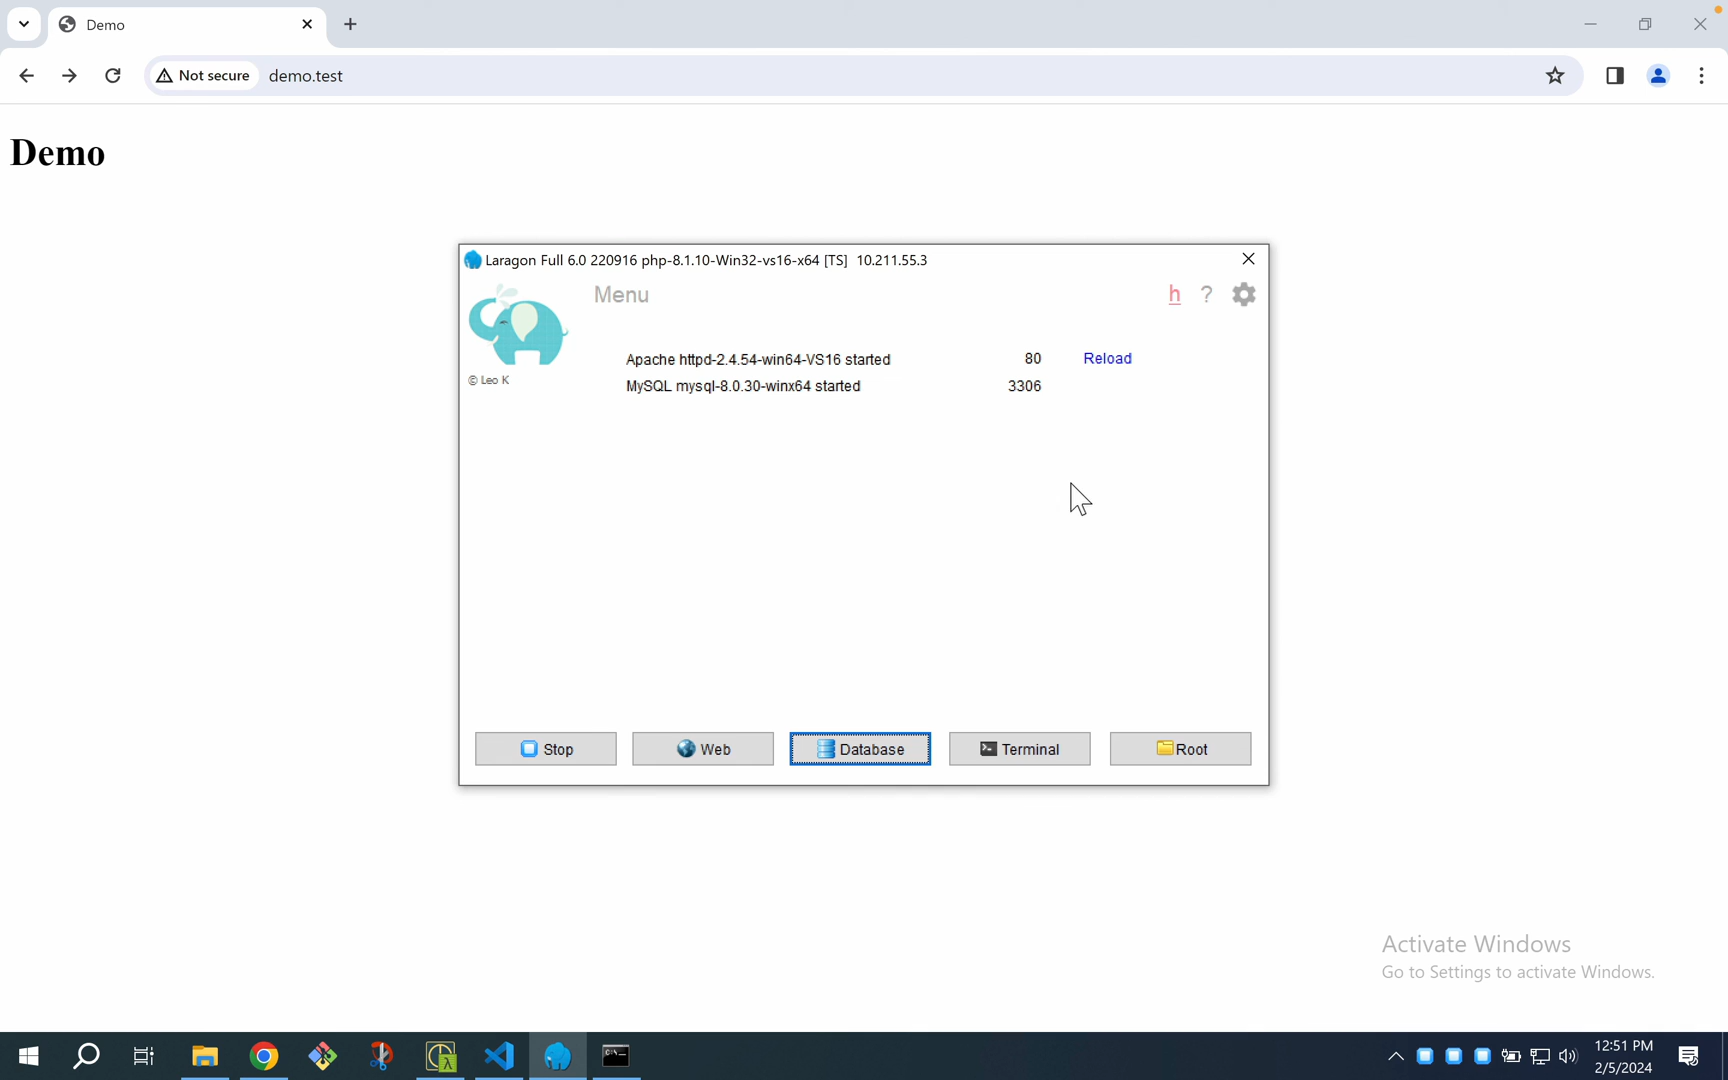 Demo
Not secure demo.test
Demo
Laragon Full 6.0 220916 php-8.1.10-Win32-vs16-x64 [TS] 10.211.55.3
Menu
h ?
Apache httpd-2.4.54-win64-VS16 started 80 Reload
© Leo K
MySQL mysql-8.0.30-winx64 started 3306
Stop Web Database Terminal Root
Activate Windows
Go to Settings to activate Windows.
12:51 PM
2/5/2024